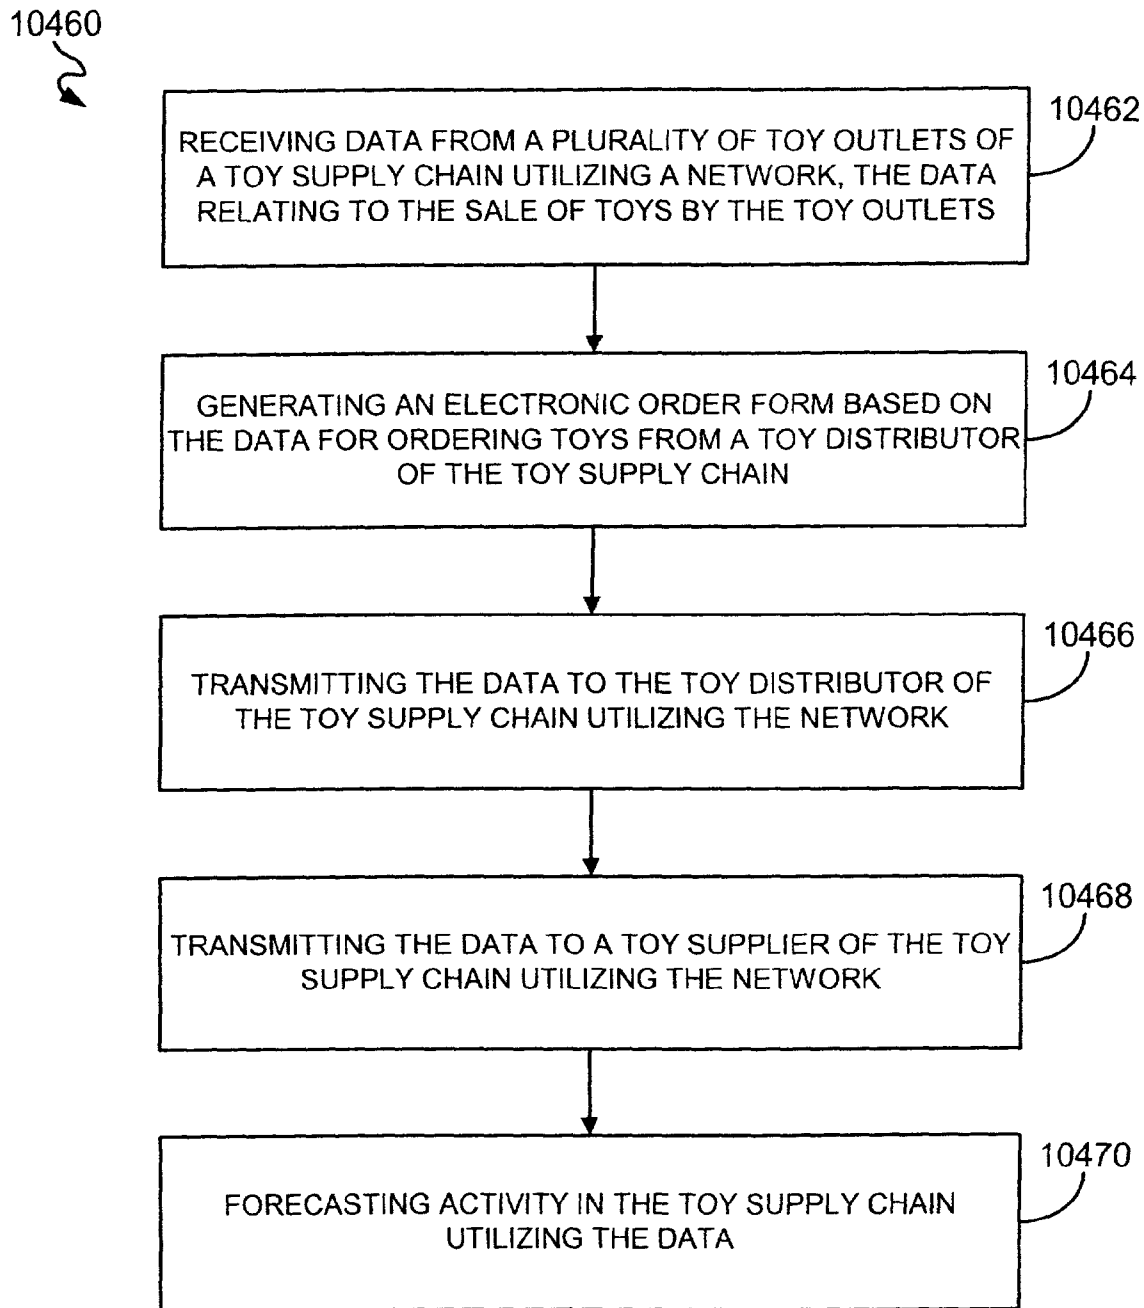 10460
10462
RECEIVING DATA FROM A PLURALITY OF TOY OUTLETS OF
A TOY SUPPLY CHAIN UTILIZING A NETWORK, THE DATA
RELATING TO THE SALE OF TOYS BY THE TOY OUTLETS
10464
GENERATING AN ELECTRONIC ORDER FORM BASED ON
THE DATA FOR ORDERING TOYS FROM A TOY DISTRIBUTOR
OF THE TOY SUPPLY CHAIN
10466
TRANSMITTING THE DATA TO THE TOY DISTRIBUTOR OF
THE TOY SUPPLY CHAIN UTILIZING THE NETWORK
10468
TRANSMITTING THE DATA TO A TOY SUPPLIER OF THE TOY
SUPPLY CHAIN UTILIZING THE NETWORK
10470
FORECASTING ACTIVITY IN THE TOY SUPPLY CHAIN
UTILIZING THE DATA